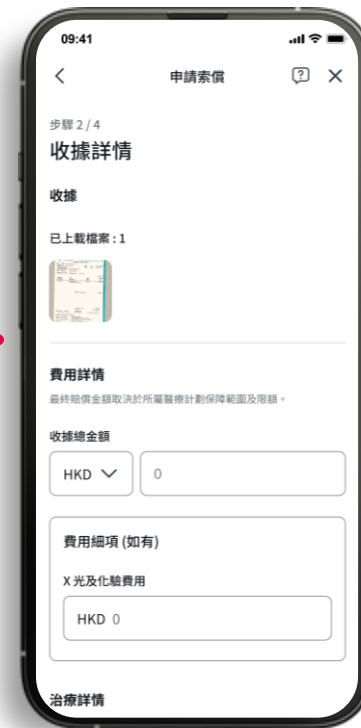 09:41
申請索償
步驟 2 / 4
收據詳情
收據
已上載檔案 : 1
費用詳情
最終賠償金額取決於所屬醫療計劃保障範圍及限額。
收據總金額
HKD 0
費用細項 (如有)
X 光及化驗費用
HKD 0
治療詳情